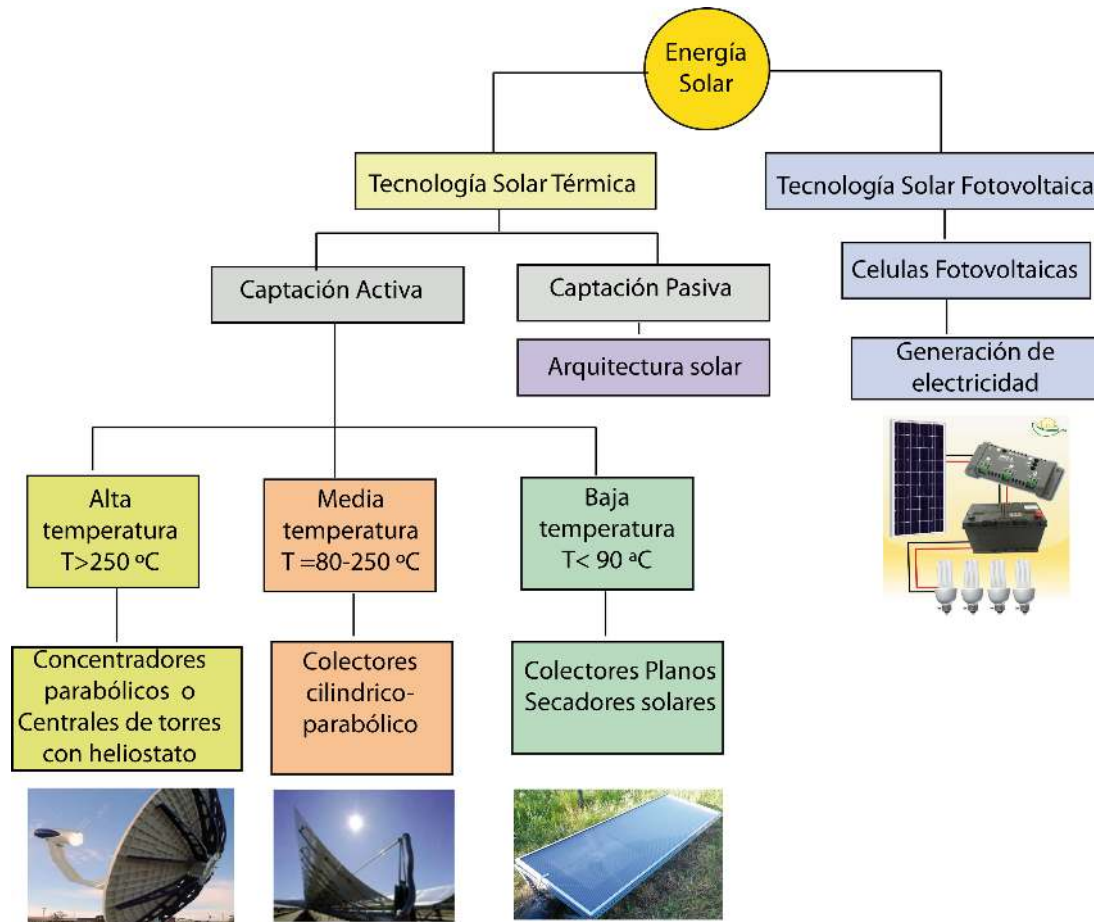 Energía
Solar
Tecnología Solar Térmica
Tecnología Solar Fotovoltaica
Captación Activa
Captación Pasiva
Celulas Fotovoltaicas
Arquitectura solar
Generación de
electricidad
Alta
temperatura
T>250 ºC
Media
temperatura
T =80-250 ºC
Baja
temperatura
T< 90 ªC
Concentradores
parabólicos o
Centrales de torres
con heliostato
Colectores
cilindrico-
parabólico
Colectores Planos
Secadores solares